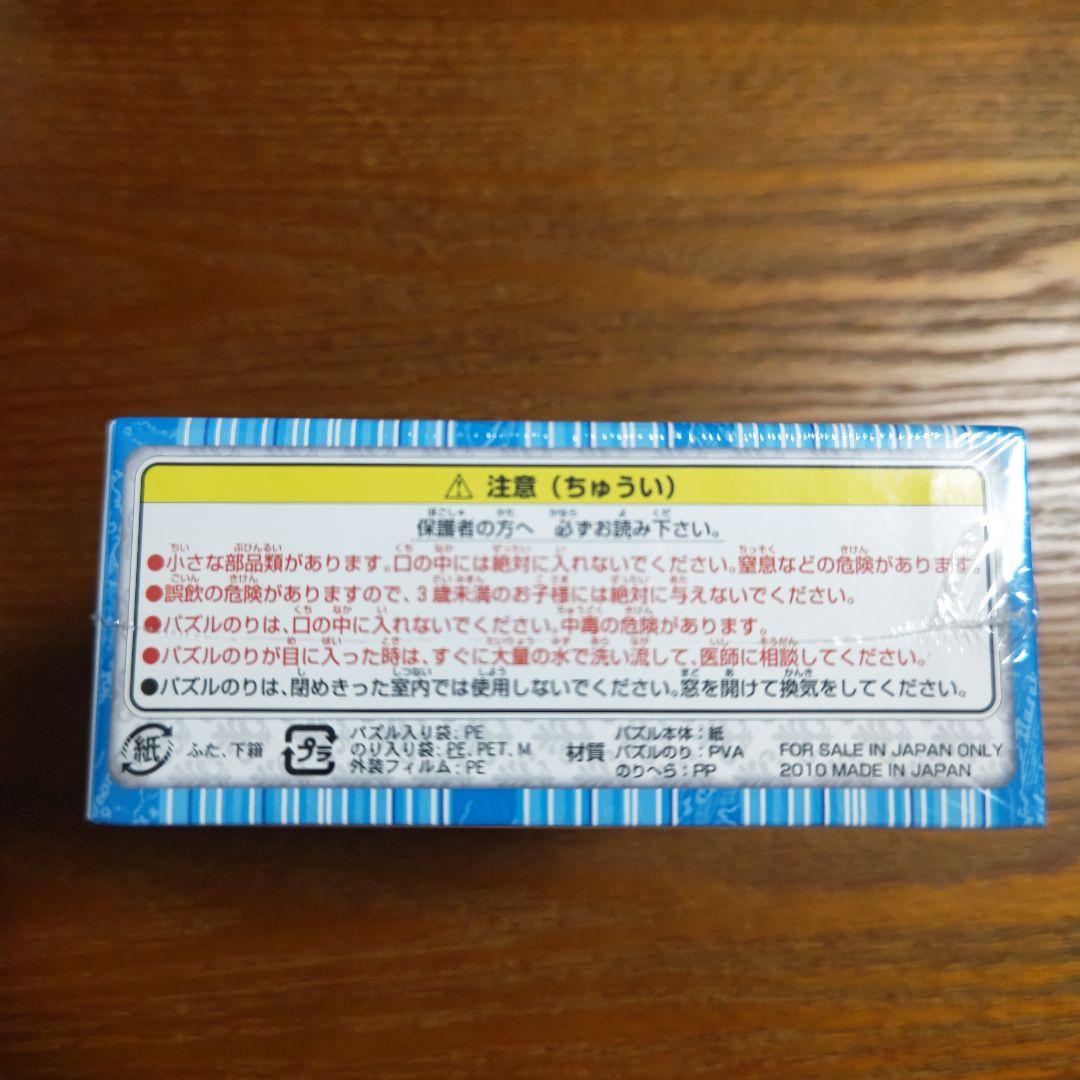 ⚠ 注意（ちゅうい）
保護者の方へ 必ずお読み下さい。
●小さな部品類があります。口の中には絶対に入れないでください。窒息などの危険があります。
●誤飲の危険がありますので、3歳未満のお子様には絶対に与えないでください。
●パズルのりは、口の中に入れないでください。中毒の危険があります。
●パズルのりが目に入った時は、すぐに大量の水で洗い流して、医師に相談してください。
●パズルのりは、閉めきった室内では使用しないでください。窓を開けて換気をしてください。
紙 ふた、下箱
プラ パズル入り袋:PE
のり入り袋:PE、PET、M
外装フィルム:PE
材質 パズル本体:紙
パズルのり:PVA
のりへら:PP
FOR SALE IN JAPAN ONLY
2010 MADE IN JAPAN